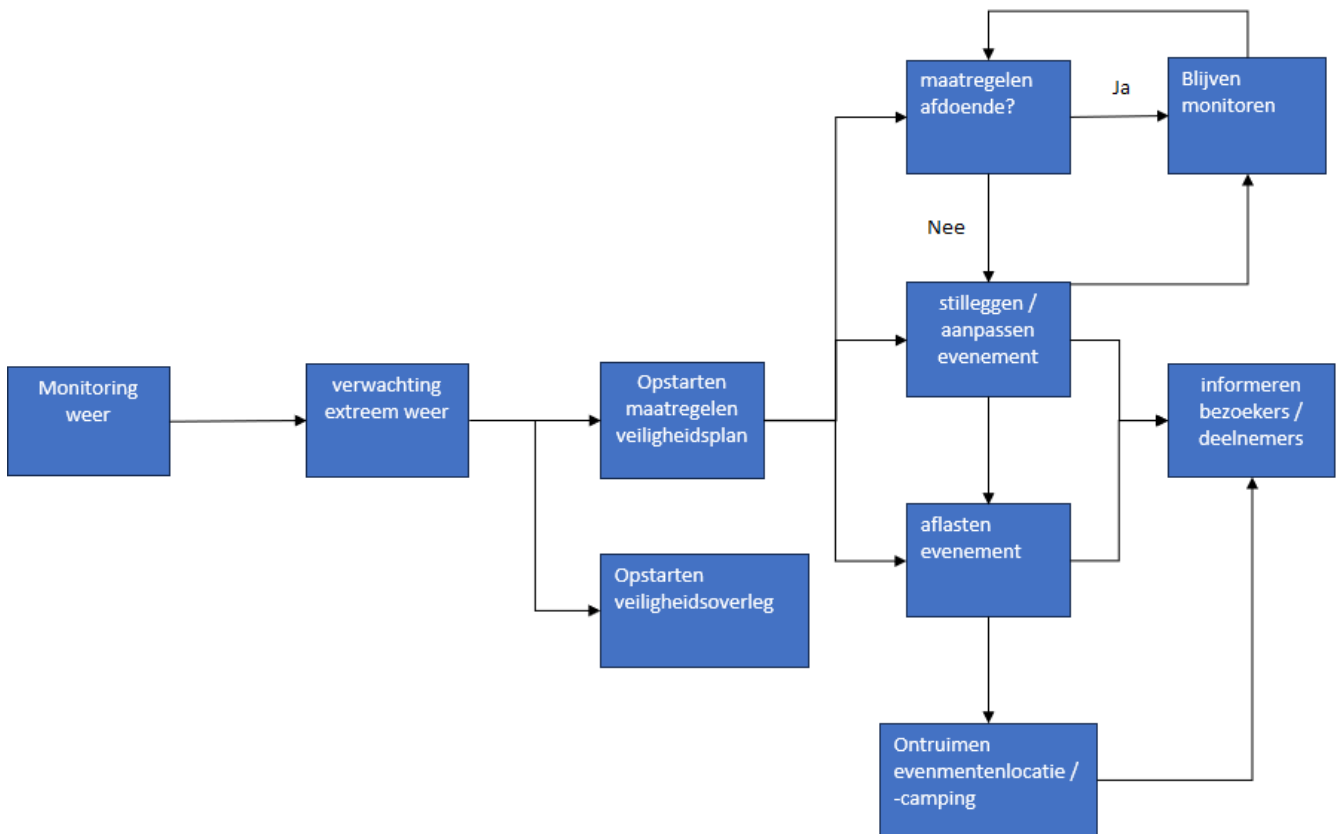 maatregelen
afdoende?
Ja
Blijven
monitoren
Nee
stilleggen /
aanpassen
evenement
Monitoring
weer
verwachting
extreem weer
Opstarten
maatregelen
veiligheidsplan
informeren
bezoekers /
deelnemers
aflasten
evenement
Opstarten
veiligheidsoverleg
Ontruimen
evenmentenlocatie /
-camping